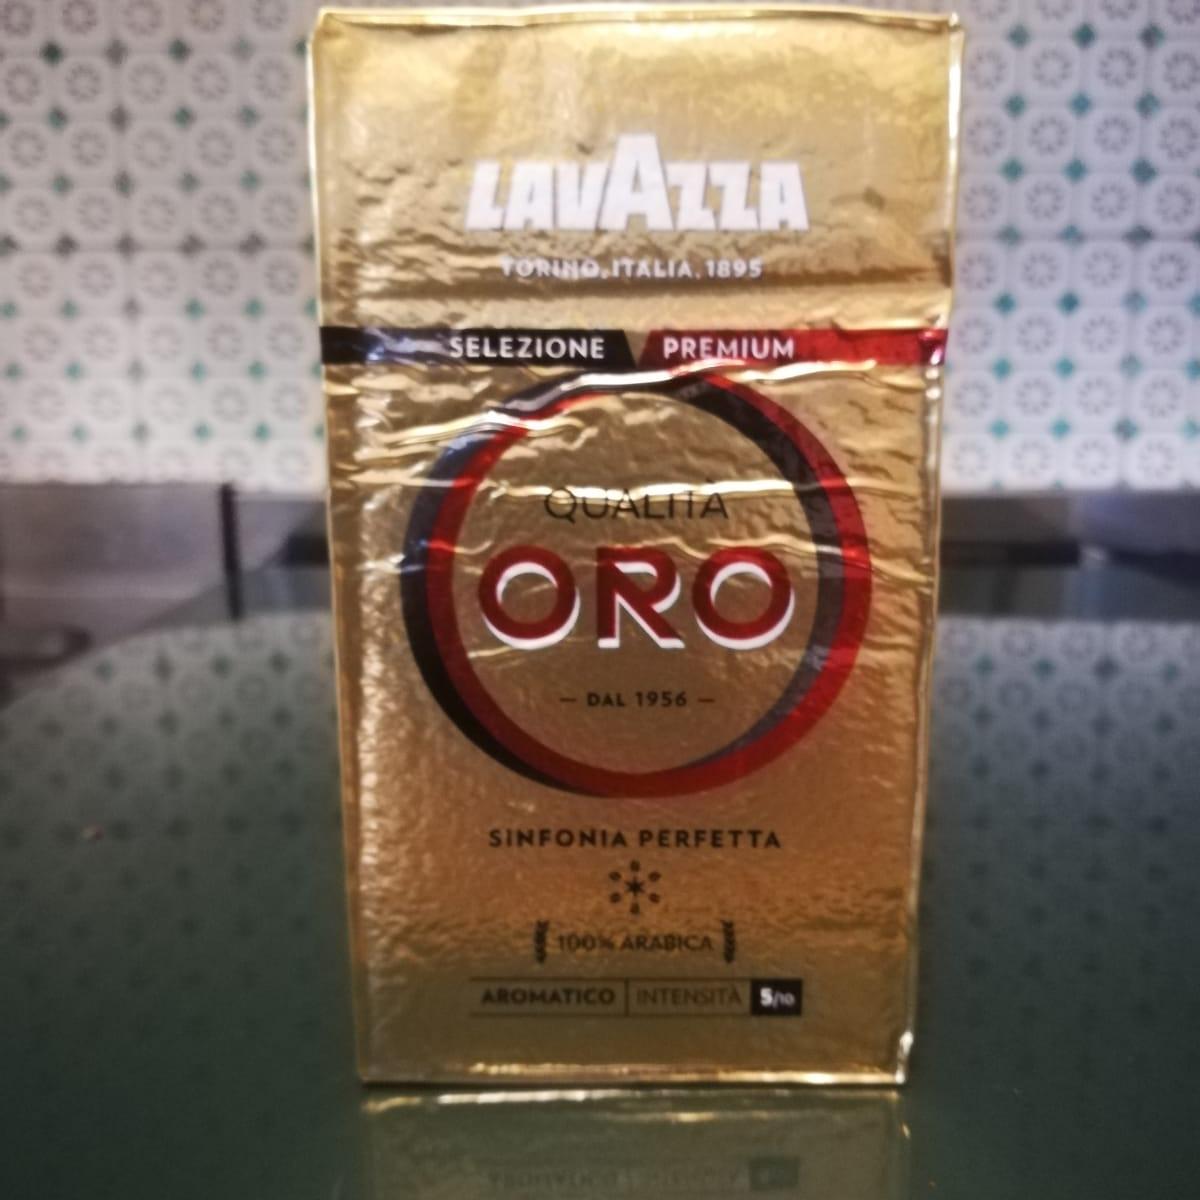 LAVAZZA
TORINO, ITALIA, 1895
SELEZIONE PREMIUM
QUALITÀ
ORO
— DAL 1956 —
SINFONIA PERFETTA
100% ARABICA
AROMATICO INTENSITÀ 5/10